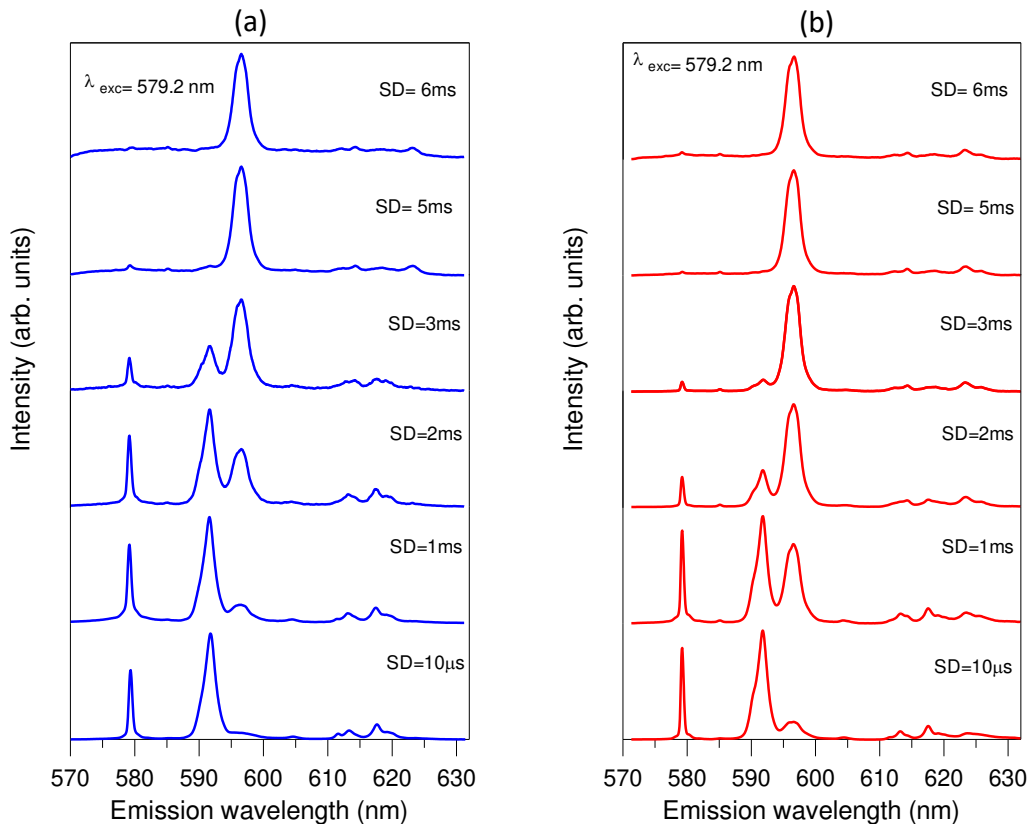 (a)
λ exc= 579.2 nm
SD= 6ms
SD= 5ms
SD=3ms
SD=2ms
SD=1ms
SD=10μs
Intensity (arb. units)
570 580 590 600 610 620 630
Emission wavelength (nm)
(b)
λ exc= 579.2 nm
SD= 6ms
SD= 5ms
SD=3ms
SD=2ms
SD=1ms
SD=10μs
Intensity (arb. units)
570 580 590 600 610 620 630
Emission wavelength (nm)